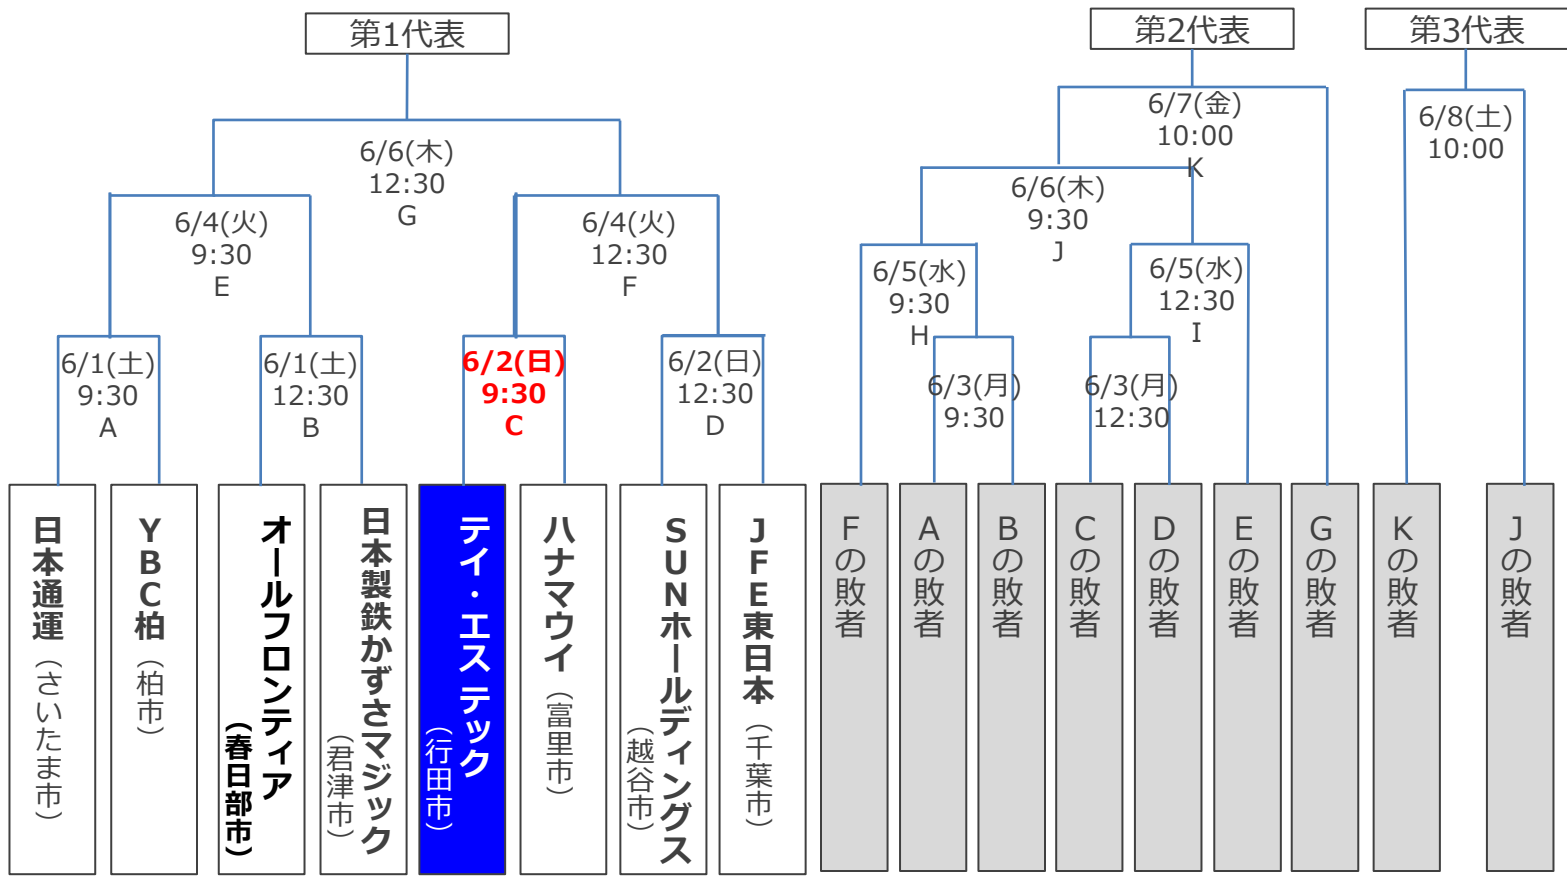 第1代表
第2代表
第3代表
6/6(木)
12:30
G
6/7(金)
10:00
K
6/8(土)
10:00
6/4(火)
9:30
E
6/4(火)
12:30
F
6/6(木)
9:30
J
6/5(水)
9:30
H
6/5(水)
12:30
I
6/1(土)
9:30
A
6/1(土)
12:30
B
6/2(日)
9:30
C
6/2(日)
12:30
D
6/3(月)
9:30
6/3(月)
12:30
日本通運（さいたま市）
YBC柏（柏市）
オールフロンティア
（春日部市）
日本製鉄かずさマジック
（君津市）
テイ・エステック
（行田市）
ハナマウイ（富里市）
SUNホールディングス
（越谷市）
JFE東日本（千葉市）
Fの敗者
Aの敗者
Bの敗者
Cの敗者
Dの敗者
Eの敗者
Gの敗者
Kの敗者
Jの敗者